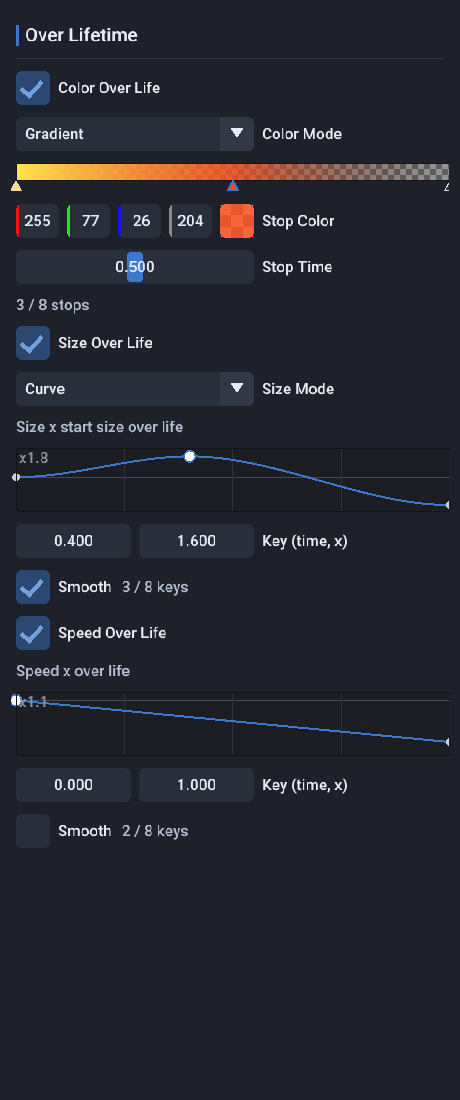 Over Lifetime
Color Over Life
Gradient Color Mode
255 77 26 204 Stop Color
0.500 Stop Time
3 / 8 stops
Size Over Life
Curve Size Mode
Size x start size over life
x1.8
0.400 1.600 Key (time, x)
Smooth 3 / 8 keys
Speed Over Life
Speed x over life
x1.1
0.000 1.000 Key (time, x)
Smooth 2 / 8 keys